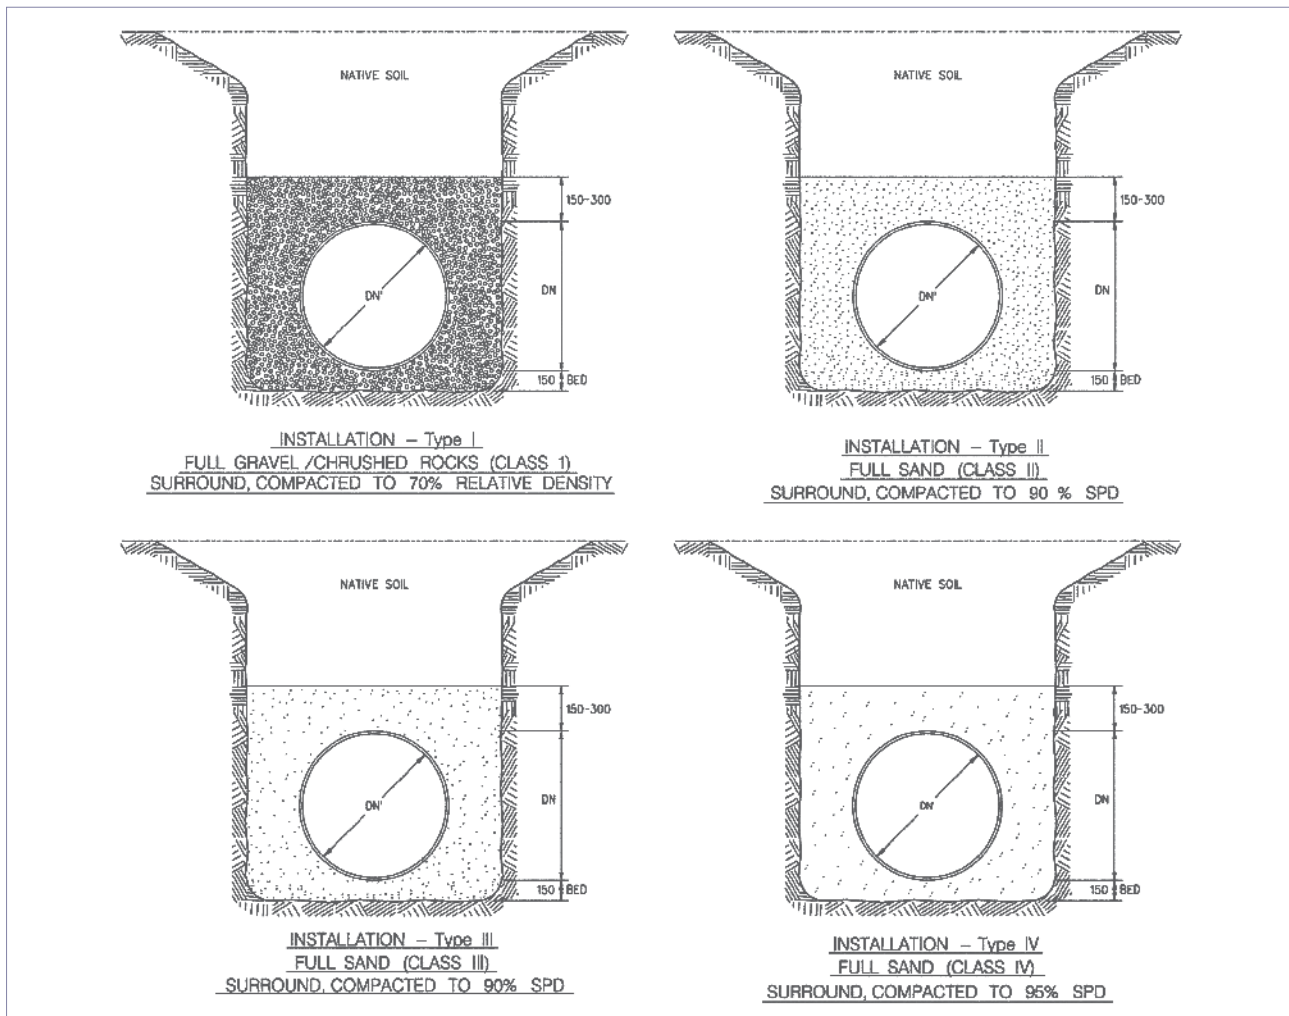 NATIVE SOIL
150-300
DN
DN'
150 BED
INSTALLATION - Type I
FULL GRAVEL /CHRUSHED ROCKS (CLASS 1)
SURROUND, COMPACTED TO 70% RELATIVE DENSITY
NATIVE SOIL
150-300
DN
DN'
150 BED
INSTALLATION - Type II
FULL SAND (CLASS II)
SURROUND, COMPACTED TO 90 % SPD
NATIVE SOIL
150-300
DN
DN'
150 BED
INSTALLATION - Type III
FULL SAND (CLASS III)
SURROUND, COMPACTED TO 90% SPD
NATIVE SOIL
150-300
DN
DN'
150 BED
INSTALLATION - Type IV
FULL SAND (CLASS IV)
SURROUND, COMPACTED TO 95% SPD